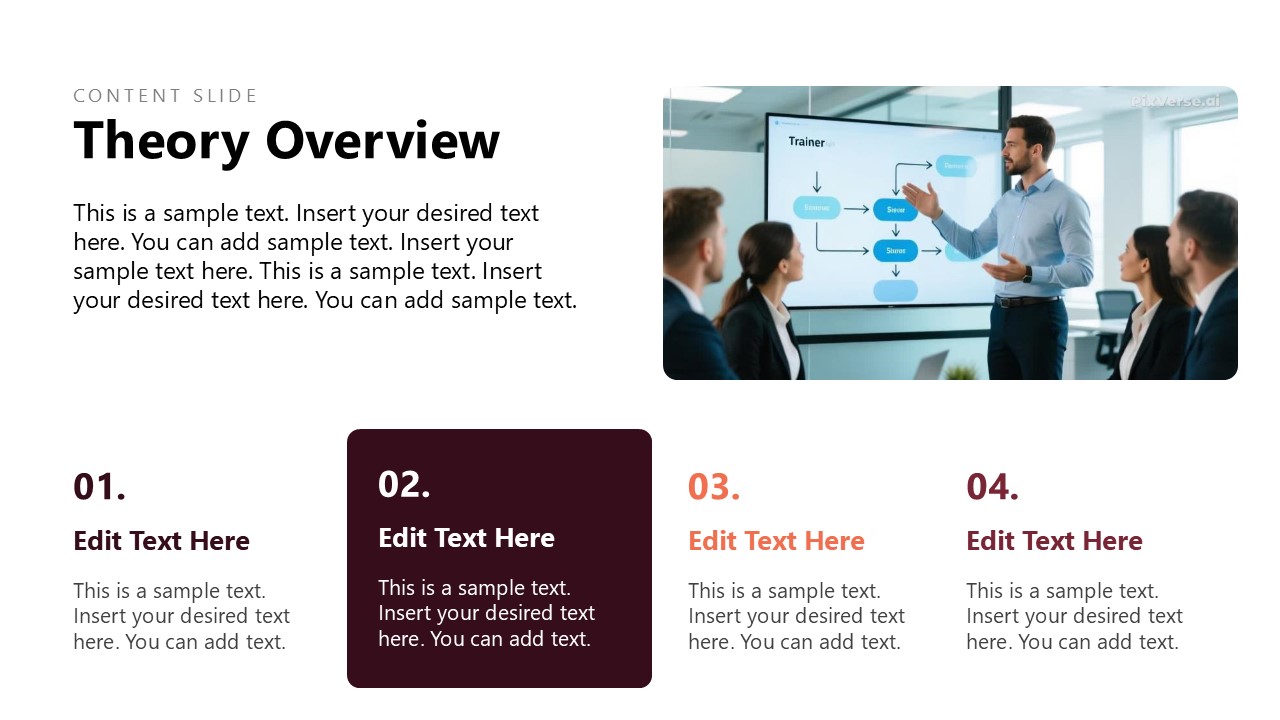 CONTENT SLIDE
Theory Overview
This is a sample text. Insert your desired text
here. You can add sample text. Insert your
sample text here. This is a sample text. Insert
your desired text here. You can add sample text.
PixVerse.ai
Trainer
01.
Edit Text Here
This is a sample text.
Insert your desired text
here. You can add text.
02.
Edit Text Here
This is a sample text.
Insert your desired text
here. You can add text.
03.
Edit Text Here
This is a sample text.
Insert your desired text
here. You can add text.
04.
Edit Text Here
This is a sample text.
Insert your desired text
here. You can add text.